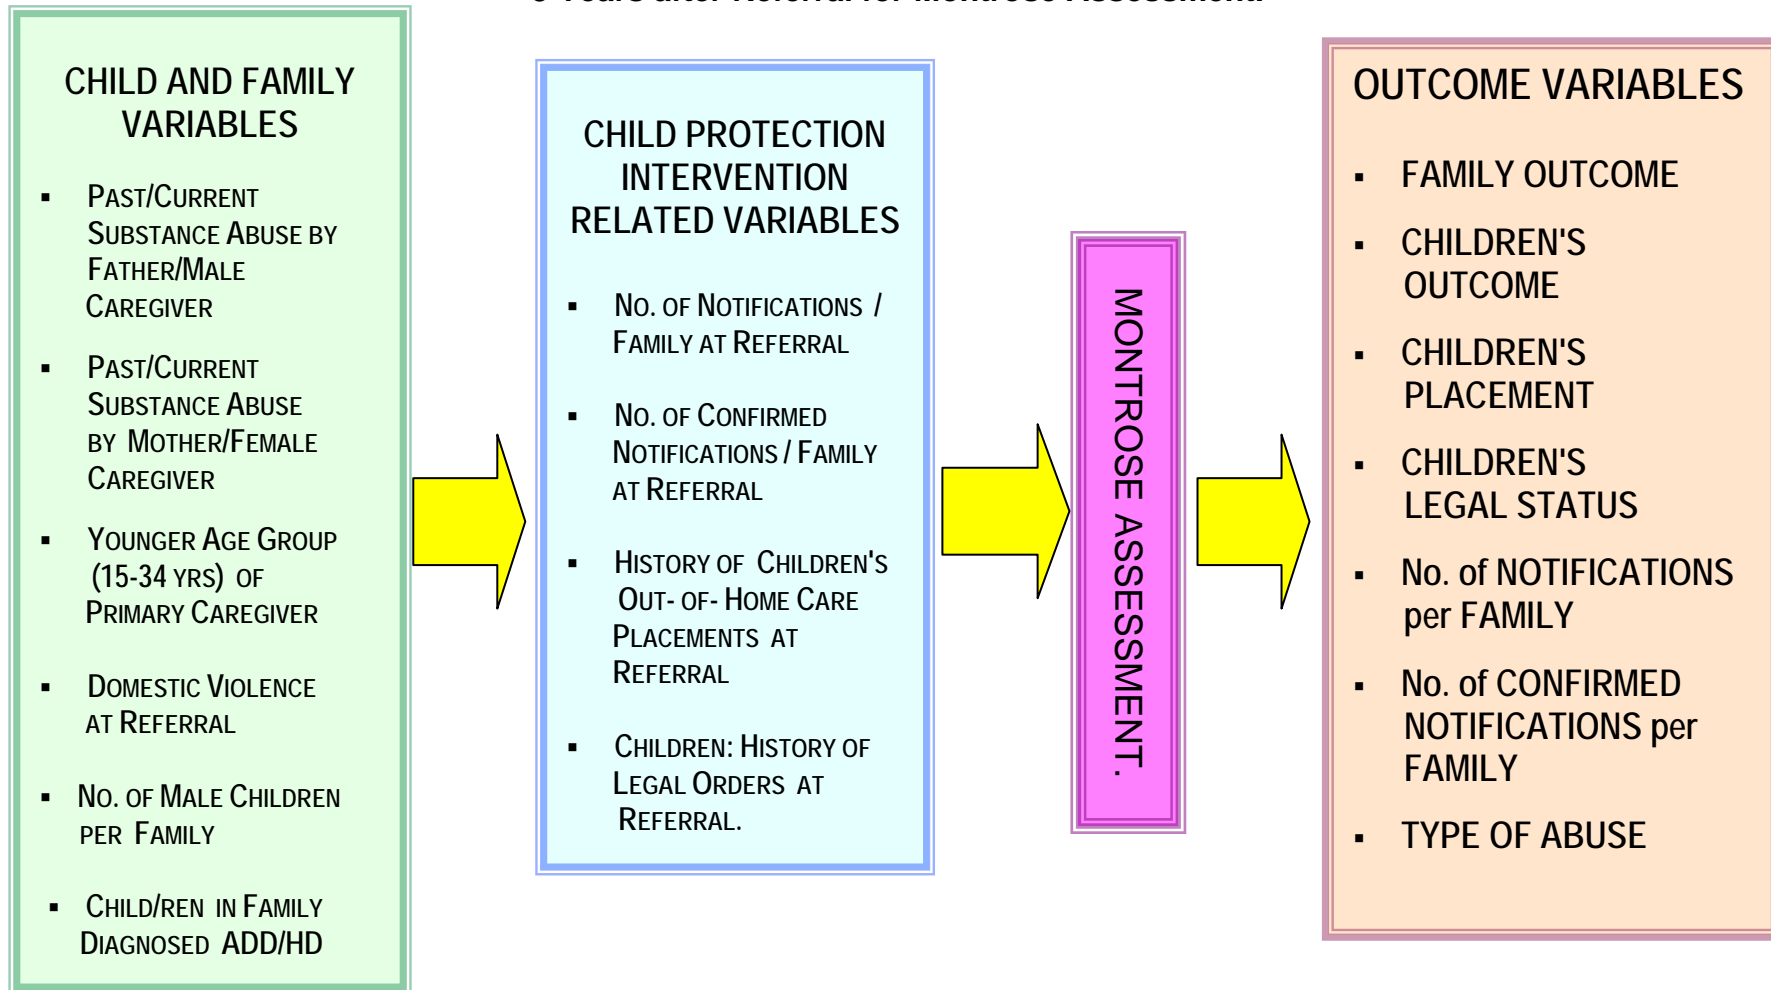 CHILD AND FAMILY
VARIABLES
▪ PAST/CURRENT
SUBSTANCE ABUSE BY
FATHER/MALE
CAREGIVER
▪ PAST/CURRENT
SUBSTANCE ABUSE
BY MOTHER/FEMALE
CAREGIVER
▪ YOUNGER AGE GROUP
(15-34 YRS) OF
PRIMARY CAREGIVER
▪ DOMESTIC VIOLENCE
AT REFERRAL
▪ NO. OF MALE CHILDREN
PER FAMILY
▪ CHILD/REN IN FAMILY
DIAGNOSED ADD/HD
CHILD PROTECTION
INTERVENTION
RELATED VARIABLES
▪ NO. OF NOTIFICATIONS /
FAMILY AT REFERRAL
▪ NO. OF CONFIRMED
NOTIFICATIONS / FAMILY
AT REFERRAL
▪ HISTORY OF CHILDREN'S
OUT- OF- HOME CARE
PLACEMENTS AT
REFERRAL
▪ CHILDREN: HISTORY OF
LEGAL ORDERS AT
REFERRAL.
MONTROSE ASSESSMENT.
OUTCOME VARIABLES
▪ FAMILY OUTCOME
▪ CHILDREN'S
OUTCOME
▪ CHILDREN'S
PLACEMENT
▪ CHILDREN'S
LEGAL STATUS
▪ No. of NOTIFICATIONS
per FAMILY
▪ No. of CONFIRMED
NOTIFICATIONS per
FAMILY
▪ TYPE OF ABUSE